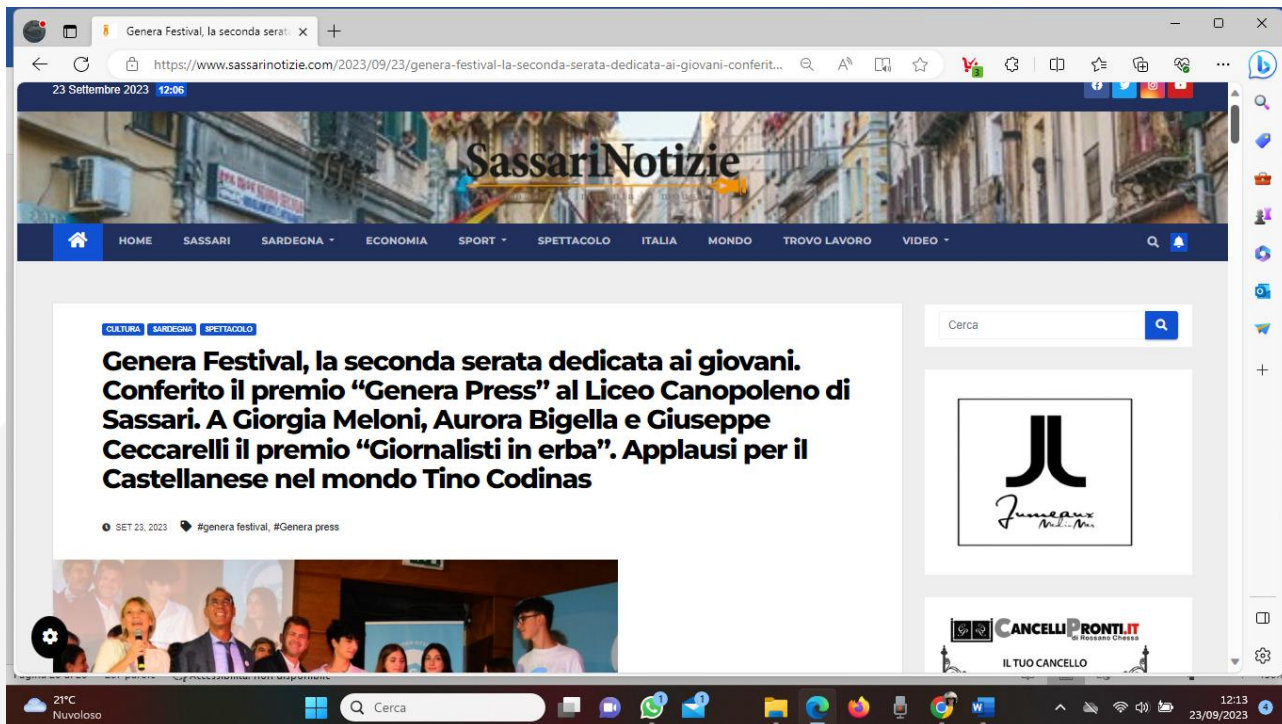 Genera Festival, la seconda serat
https://www.sassarinotizie.com/2023/09/23/genera-festival-la-seconda-serata-dedicata-ai-giovani-conferit...
23 Settembre 2023 12:06
SassariNotizie
HOME SASSARI SARDEGNA ECONOMIA SPORT SPETTACOLO ITALIA MONDO TROVO LAVORO VIDEO
CULTURA SARDEGNA SPETTACOLO
Genera Festival, la seconda serata dedicata ai giovani.
Conferito il premio “Genera Press” al Liceo Canopoleno di
Sassari. A Giorgia Meloni, Aurora Bigella e Giuseppe
Ceccarelli il premio “Giornalisti in erba”. Applausi per il
Castellanese nel mondo Tino Codinas
SET 23, 2023 #genera festival, #Genera press
Cerca
Jumeaux
CANCELLIPRONTI.IT
di Rossano Chessa
IL TUO CANCELLO
21°C
Nuvoloso
Cerca
12:13
23/09/2023
4